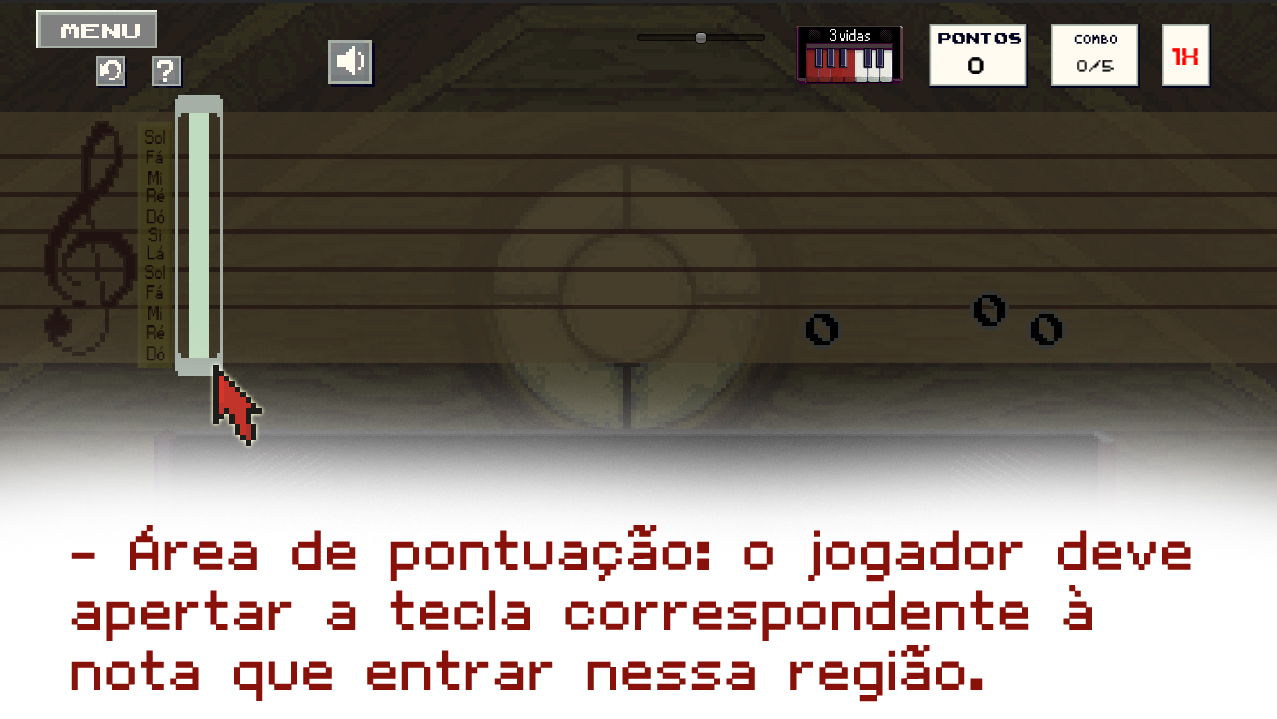 MENU
?
3 vidas
PONTOS
0
COMBO
0/5
1X
Sol
Fá
Mi
Ré
Dó
Si
Lá
Sol
Fá
Mi
Ré
Dó
- Área de pontuação: o jogador deve
apertar a tecla correspondente à
nota que entrar nessa região.